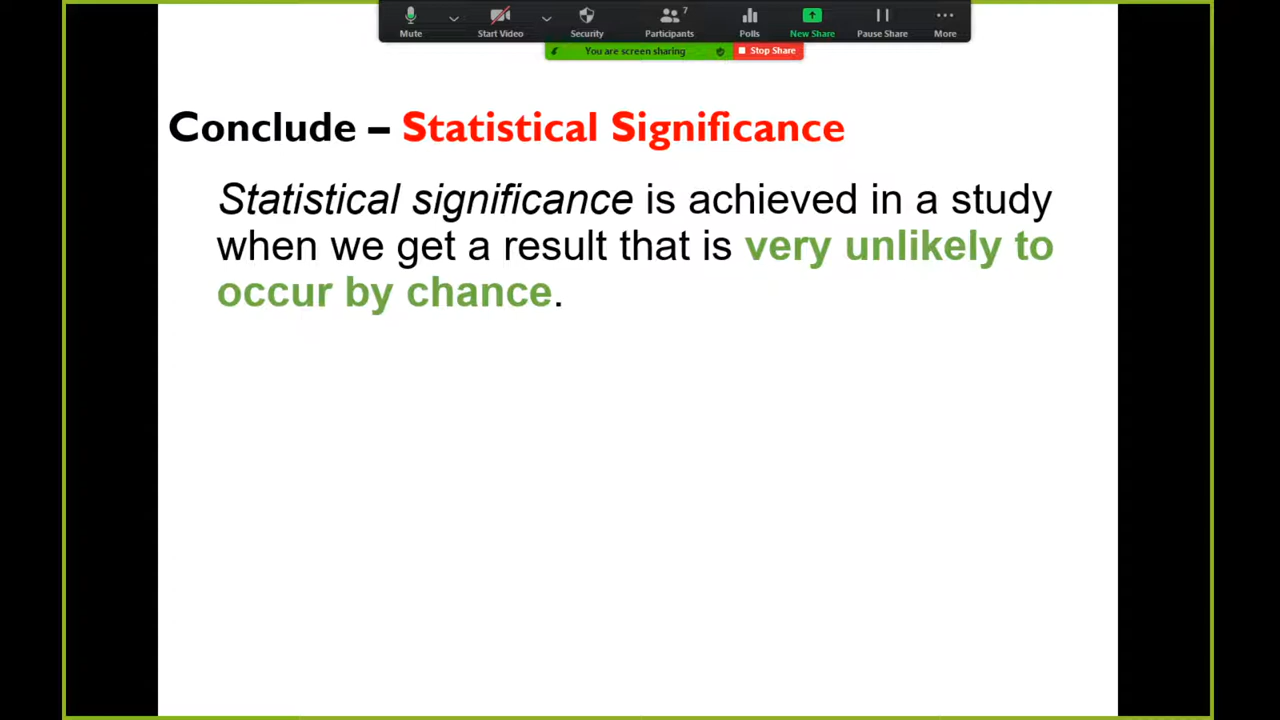 7
Mute Start Video Security Participants Polls New Share Pause Share More
You are screen sharing Stop Share
Conclude – Statistical Significance
Statistical significance is achieved in a study
when we get a result that is very unlikely to
occur by chance.